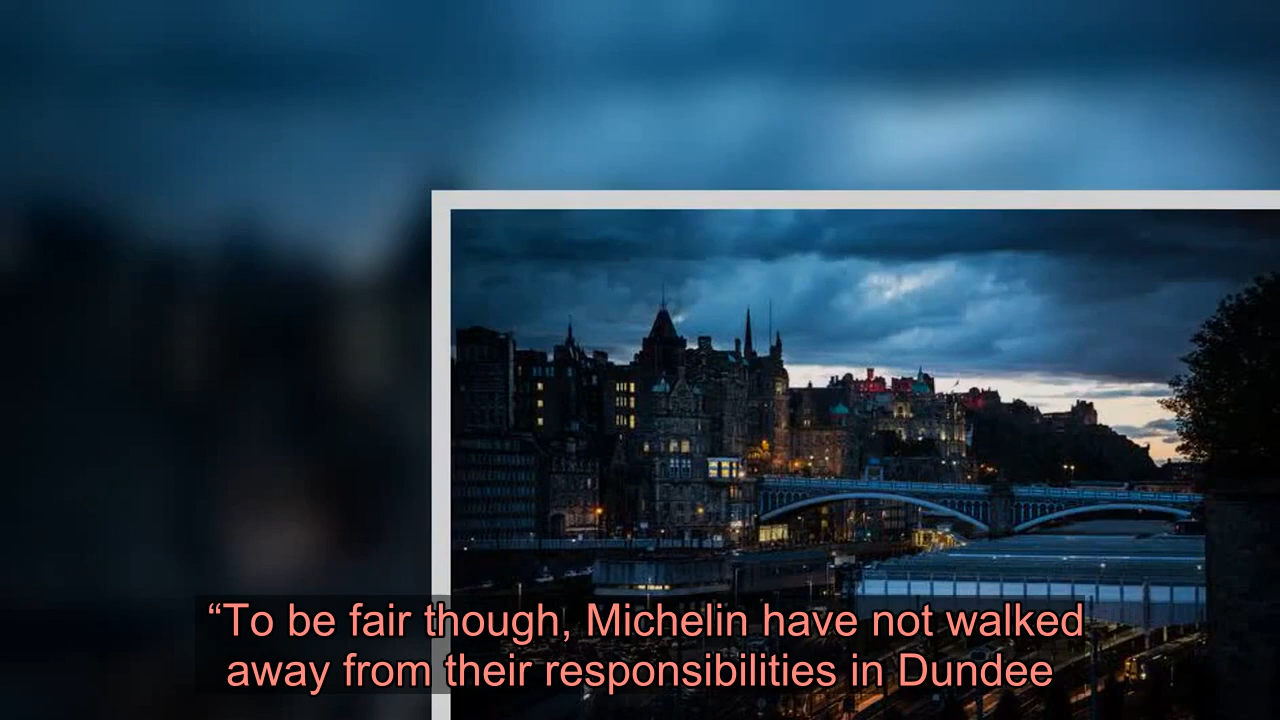 “To be fair though, Michelin have not walked
away from their responsibilities in Dundee